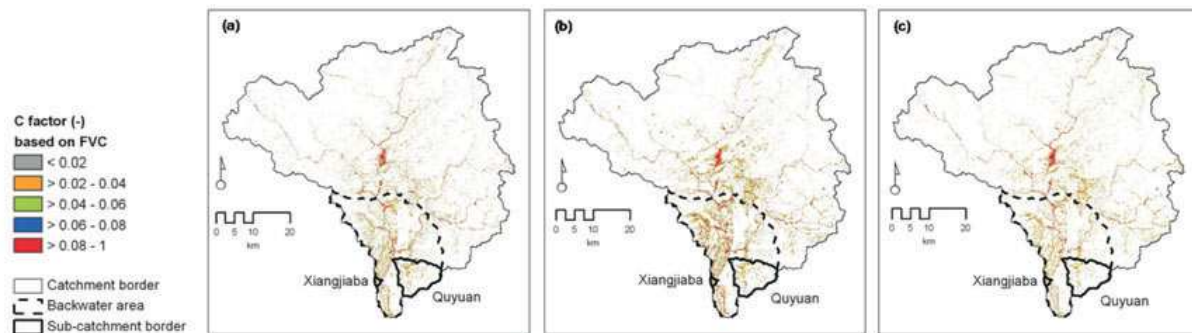 C factor (-)
based on FVC
< 0.02
> 0.02 - 0.04
> 0.04 - 0.06
> 0.06 - 0.08
> 0.08 - 1
Catchment border
Backwater area
Sub-catchment border
(a)
0 5 10 20
km
Xiangjiaba
Quyuan
(b)
0 5 10 20
km
Xiangjiaba
Quyuan
(c)
0 5 10 20
km
Xiangjiaba
Quyuan